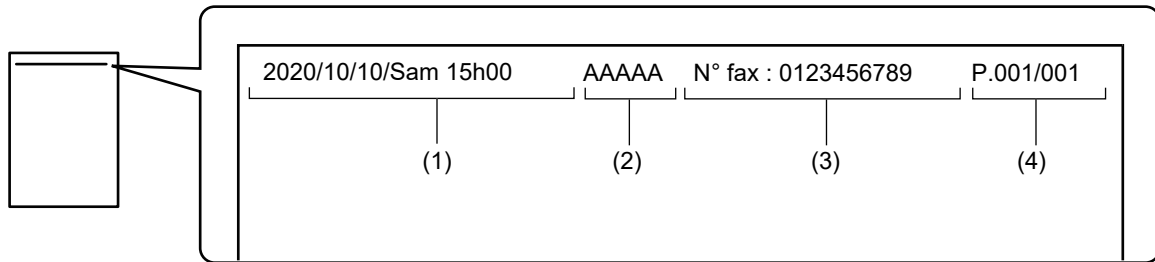 2020/10/10/Sam 15h00 AAAAA N° fax : 0123456789 P.001/001
(1) (2) (3) (4)